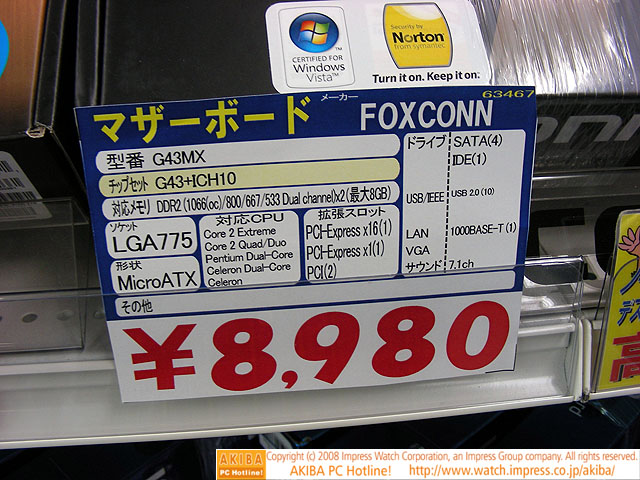 CERTIFIED FOR
Windows
Vista™
Security by
Norton
from symantec
Turn it on. Keep it on.
63467
マザーボード
メーカー
FOXCONN
型番 G43MX
チップセット G43+ICH10
対応メモリ DDR2 (1066(oc)/800/667/533 Dual channel)x2 (最大8GB)
ソケット
LGA775
形状
MicroATX
対応CPU
Core 2 Extreme
Core 2 Quad/Duo
Pentium Dual-Core
Celeron Dual-Core
Celeron
拡張スロット
PCI-Express x16(1)
PCI-Express x1(1)
PCI(2)
ドライブ SATA(4)
IDE(1)
USB/IEEE USB 2.0 (10)
LAN 1000BASE-T (1)
VGA
サウンド 7.1ch
その他
¥8,980
AKIBA
PC Hotline!
Copyright (c) 2008 Impress Watch Corporation, an Impress Group company. All rights reserved.
AKIBA PC Hotline! http://www.watch.impress.co.jp/akiba/